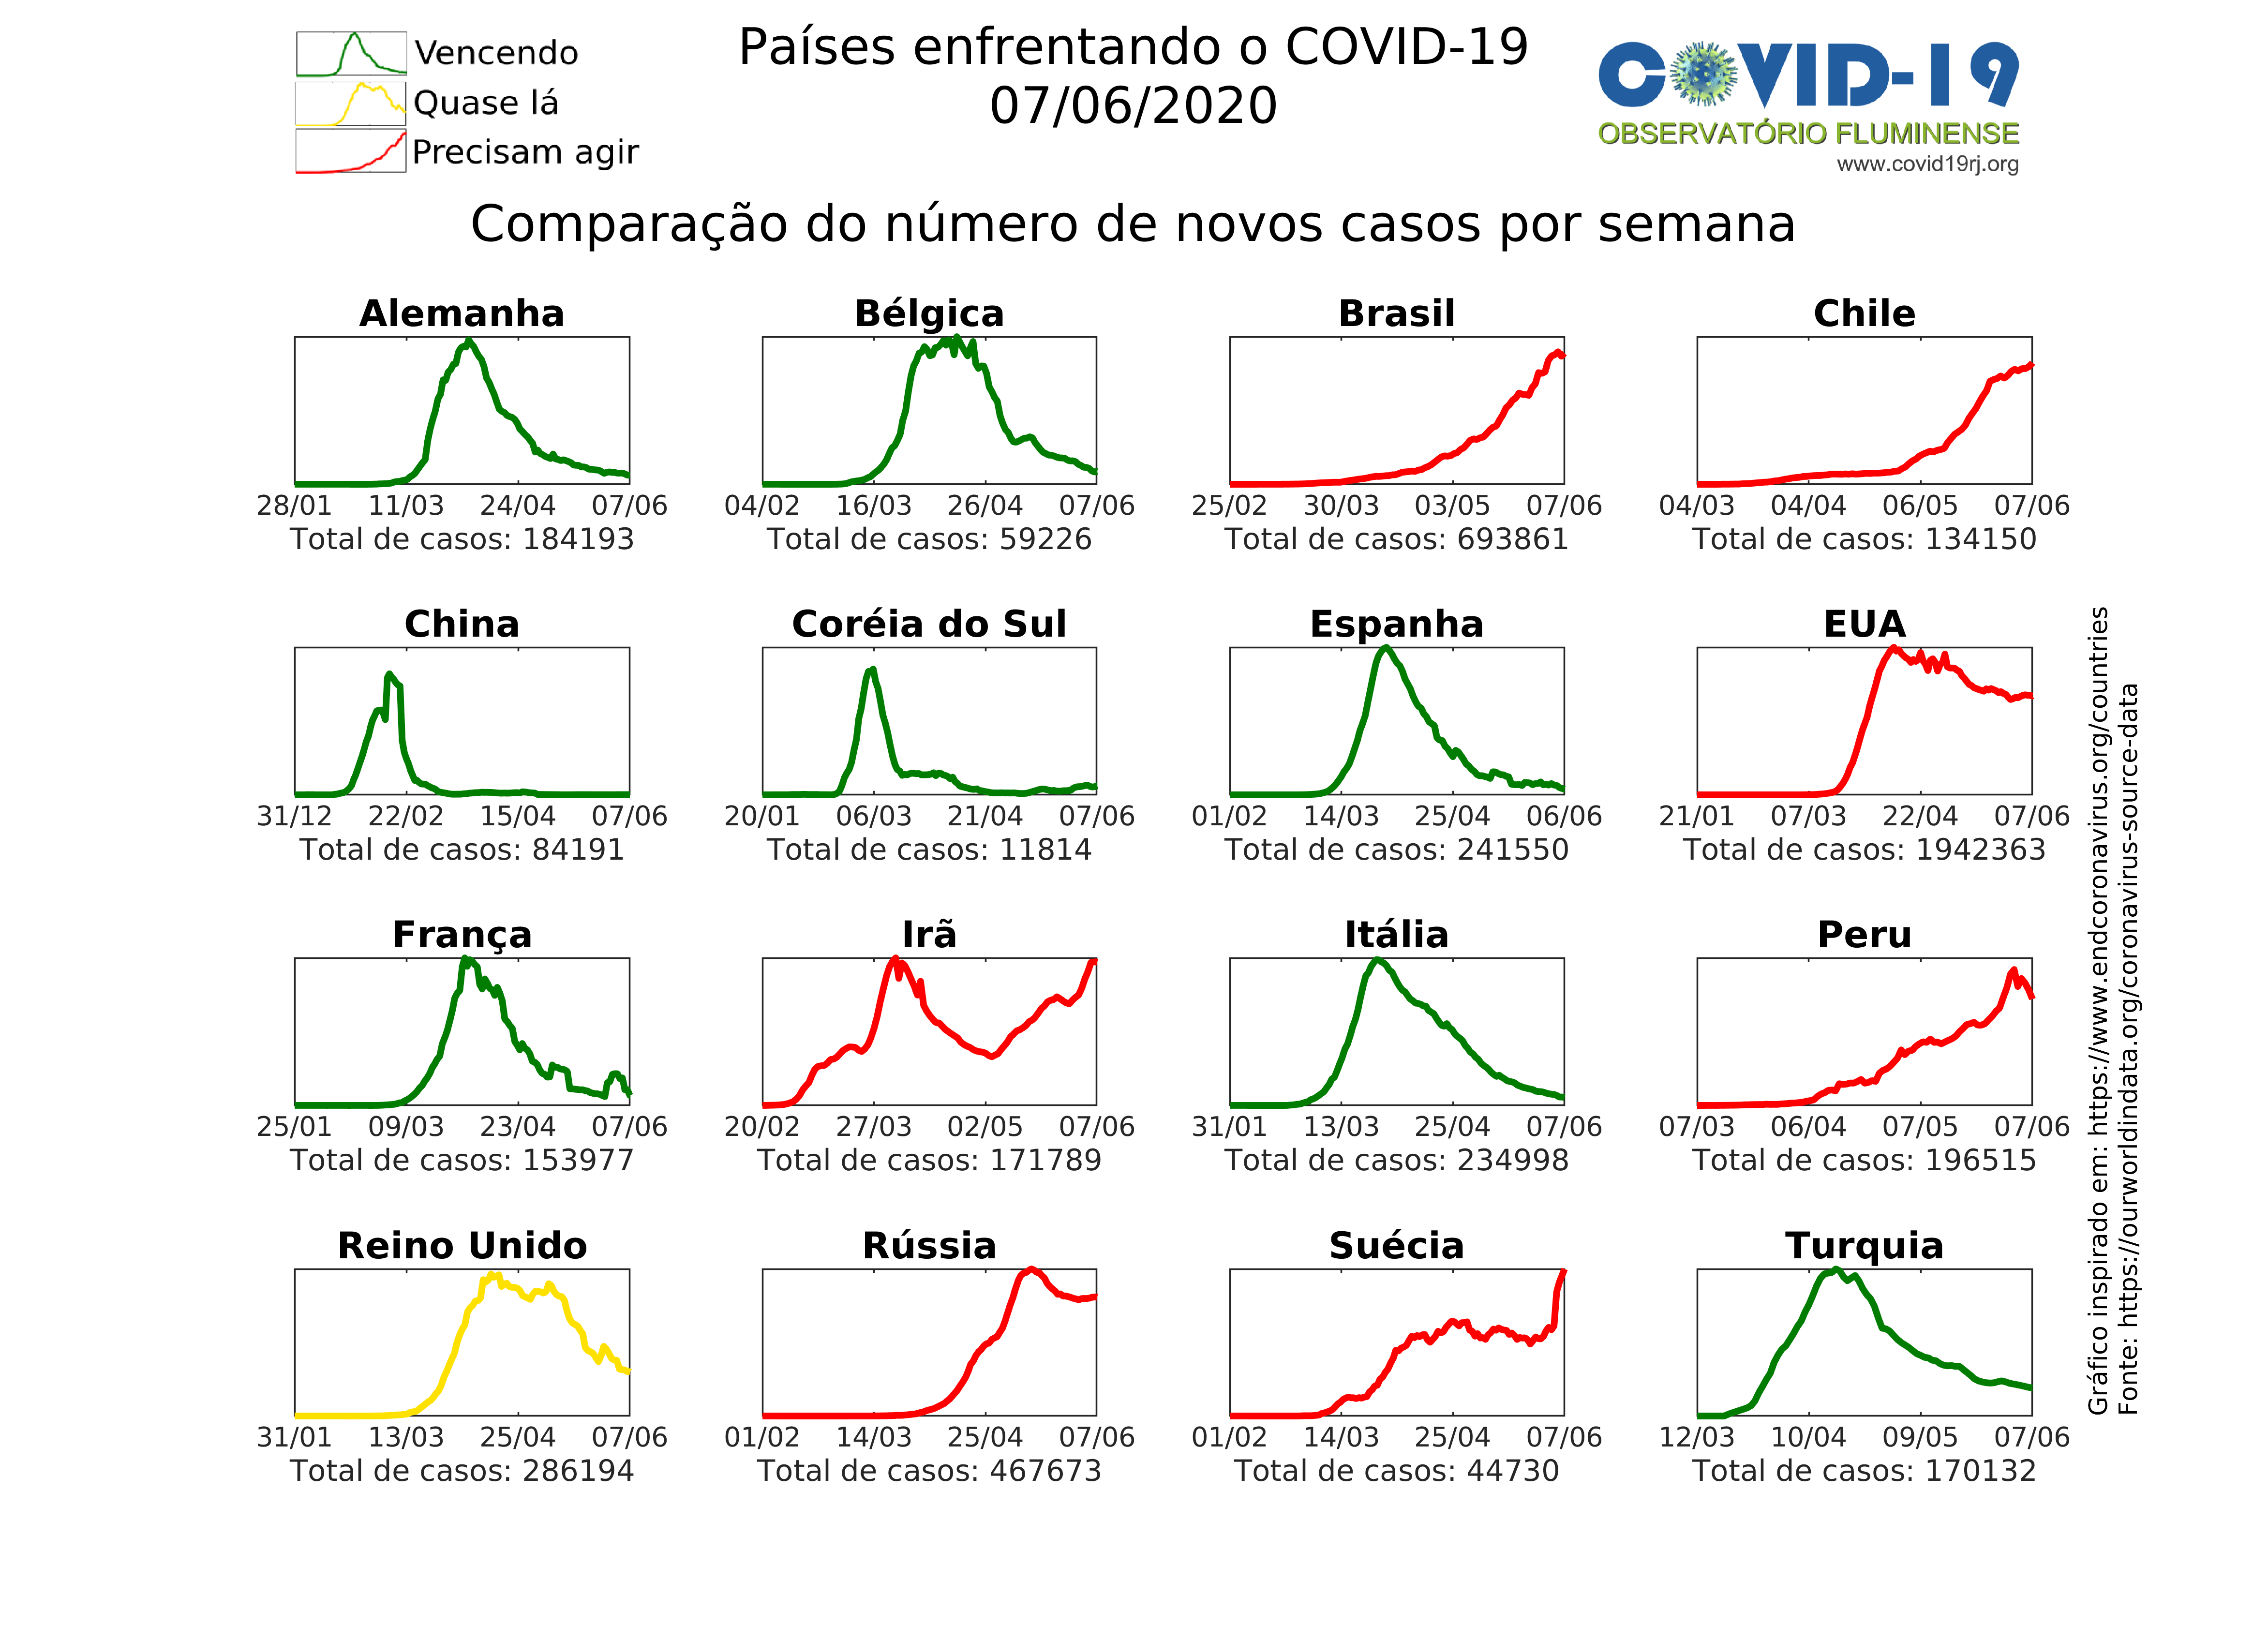 Vencendo
Quase lá
Precisam agir
Países enfrentando o COVID-19
07/06/2020
COVID-19
OBSERVATÓRIO FLUMINENSE
www.covid19rj.org
Comparação do número de novos casos por semana
Alemanha
28/01 11/03 24/04 07/06
Total de casos: 184193
Bélgica
04/02 16/03 26/04 07/06
Total de casos: 59226
Brasil
25/02 30/03 03/05 07/06
Total de casos: 693861
Chile
04/03 04/04 06/05 07/06
Total de casos: 134150
China
31/12 22/02 15/04 07/06
Total de casos: 84191
Coréia do Sul
20/01 06/03 21/04 07/06
Total de casos: 11814
Espanha
01/02 14/03 25/04 06/06
Total de casos: 241550
EUA
21/01 07/03 22/04 07/06
Total de casos: 1942363
França
25/01 09/03 23/04 07/06
Total de casos: 153977
Irã
20/02 27/03 02/05 07/06
Total de casos: 171789
Itália
31/01 13/03 25/04 07/06
Total de casos: 234998
Peru
07/03 06/04 07/05 07/06
Total de casos: 196515
Reino Unido
31/01 13/03 25/04 07/06
Total de casos: 286194
Rússia
01/02 14/03 25/04 07/06
Total de casos: 467673
Suécia
01/02 14/03 25/04 07/06
Total de casos: 44730
Turquia
12/03 10/04 09/05 07/06
Total de casos: 170132
Gráfico inspirado em: https://www.endcoronavirus.org/countries
Fonte: https://ourworldindata.org/coronavirus-source-data